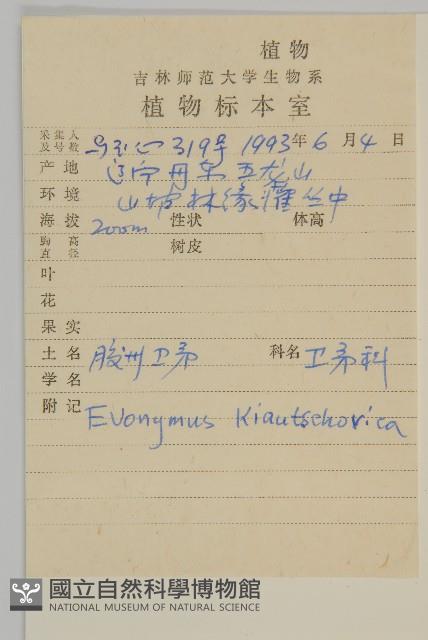 植物
吉林师范大学生物系
植物标本室
采集人及号数 319号 1993年 6月 4日
产地 辽宁丹东五龙山
环境 山坡林缘灌丛中
海拔 200m 性状 体高
胸高直径 树皮
叶
花
果实
土名 胶州卫矛 科名 卫矛科
学名
附记 Evonymus Kiautschovica
國立自然科學博物館
NATIONAL MUSEUM OF NATURAL SCIENCE